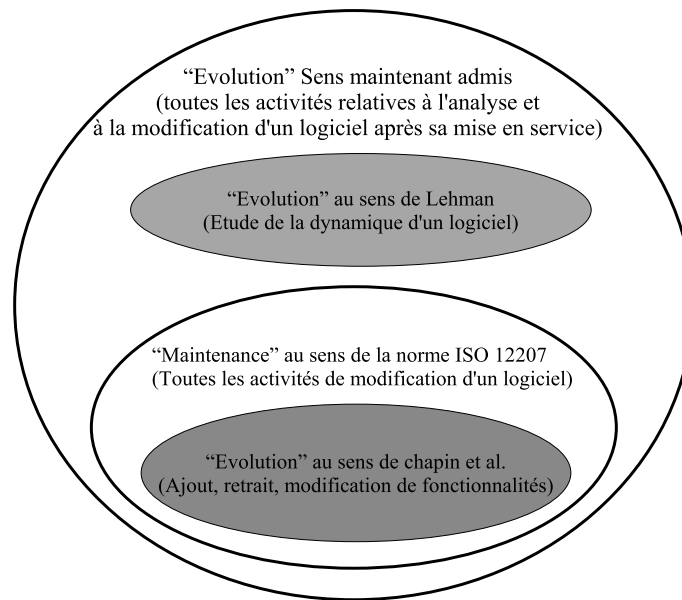 “Evolution” Sens maintenant admis
(toutes les activités relatives à l'analyse et
à la modification d'un logiciel après sa mise en service)
“Evolution” au sens de Lehman
(Etude de la dynamique d'un logiciel)
“Maintenance” au sens de la norme ISO 12207
(Toutes les activités de modification d'un logiciel)
“Evolution” au sens de chapin et al.
(Ajout, retrait, modification de fonctionnalités)